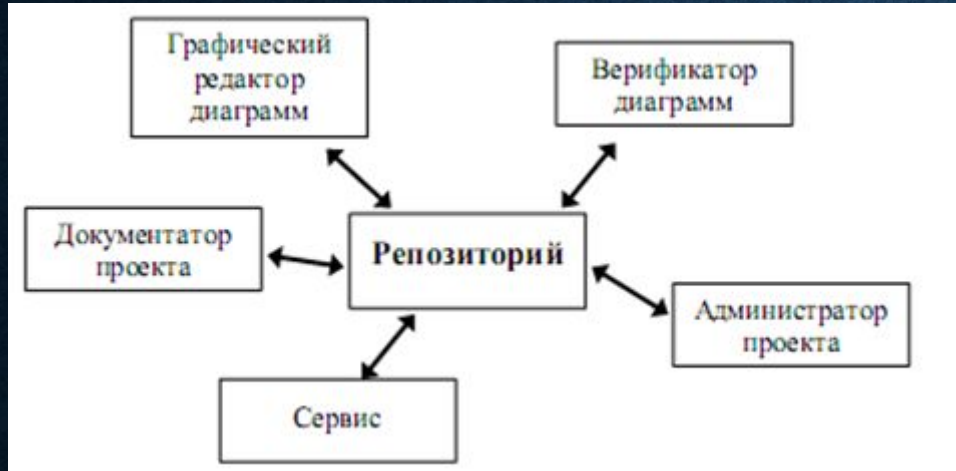 Графический
редактор
диаграмм
Верификатор
диаграмм
Документатор
проекта
Репозиторий
Администратор
проекта
Сервис